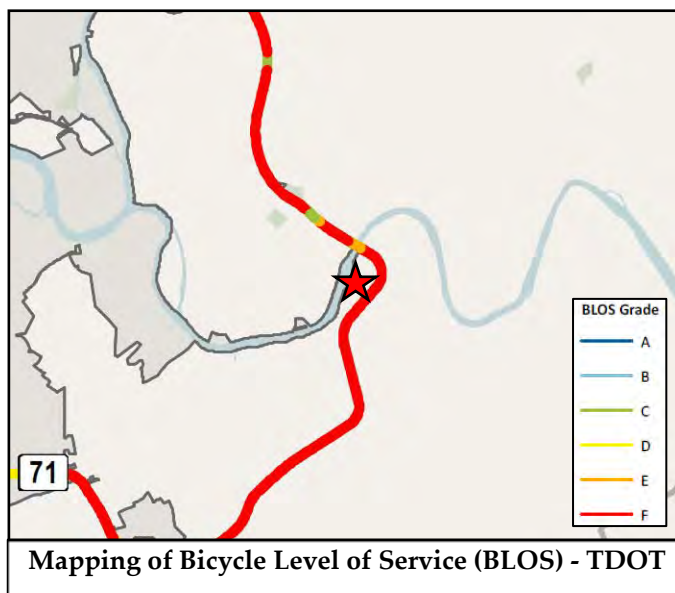 BLOS Grade
A
B
C
D
E
F
71
Mapping of Bicycle Level of Service (BLOS) - TDOT